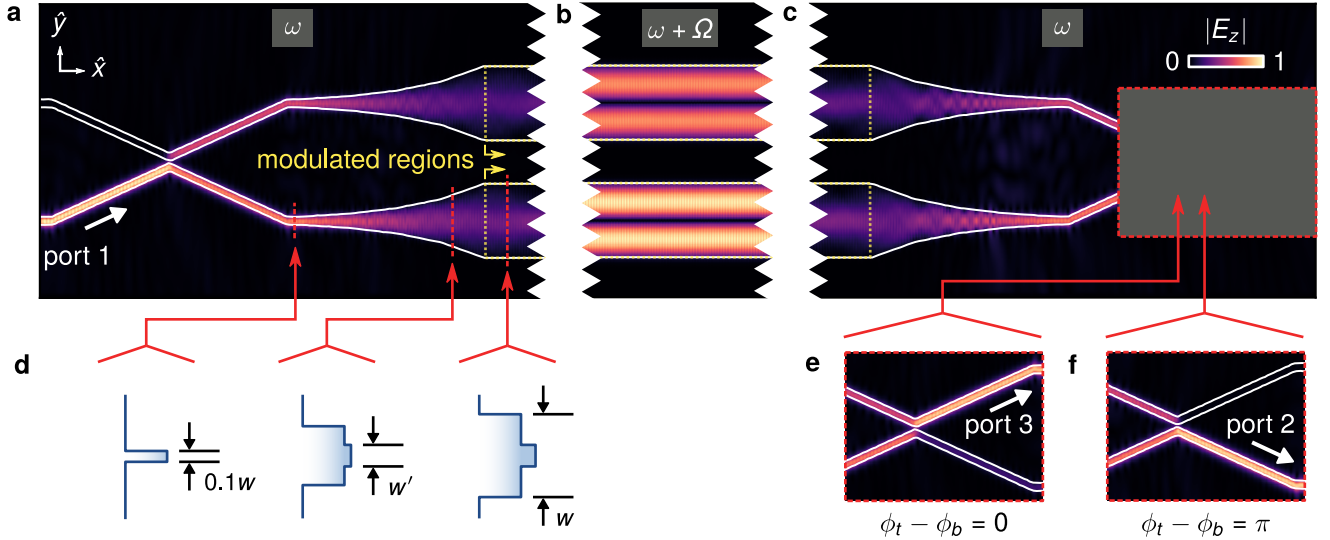 a
b
c
ŷ
x̂
ω
ω + Ω
ω
|E_z|
0
1
modulated regions
port 1
d
0.1w
w'
w
e
port 3
f
port 2
ϕ_t − ϕ_b = 0
ϕ_t − ϕ_b = π